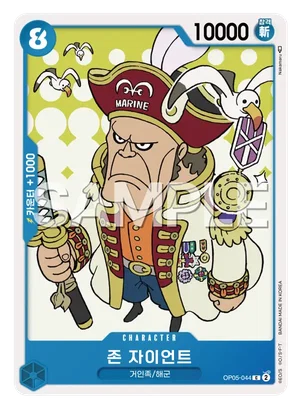 8
10000
참격
斬
MARINE
카운터 +1000
SAMPLE
CHARACTER
존 자이언트
거인족/해군
OP05-044 C 2
BANDAI MADE IN KOREA